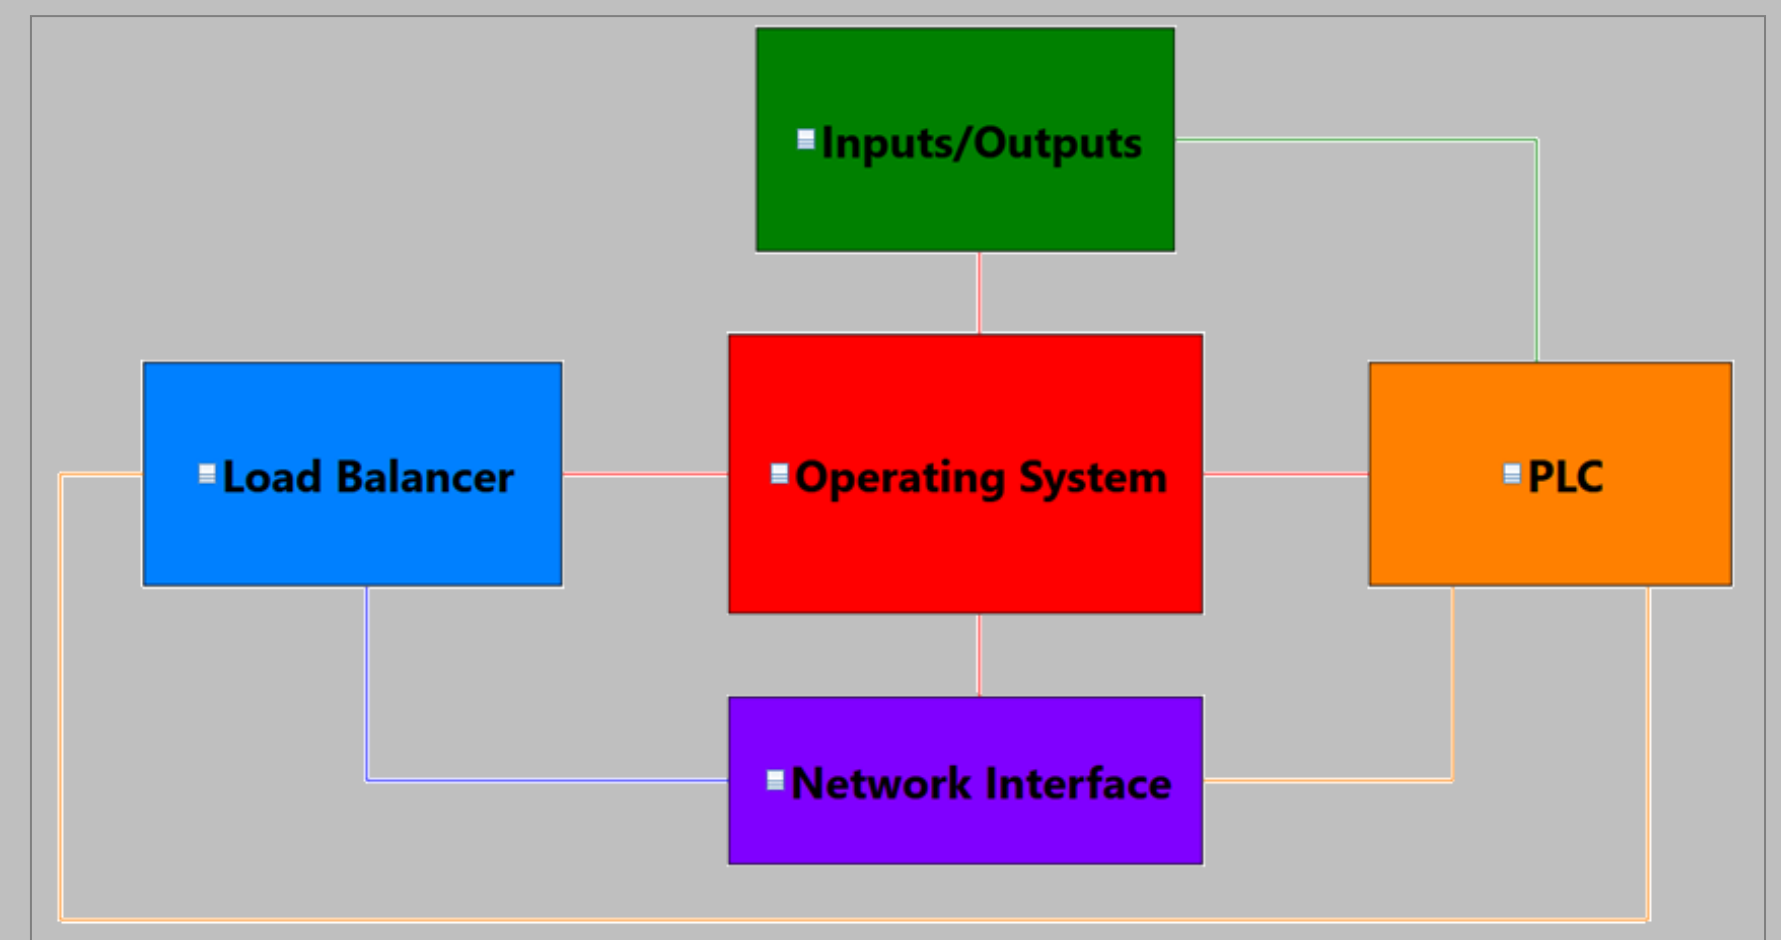 Inputs/Outputs
Load Balancer
Operating System
PLC
Network Interface